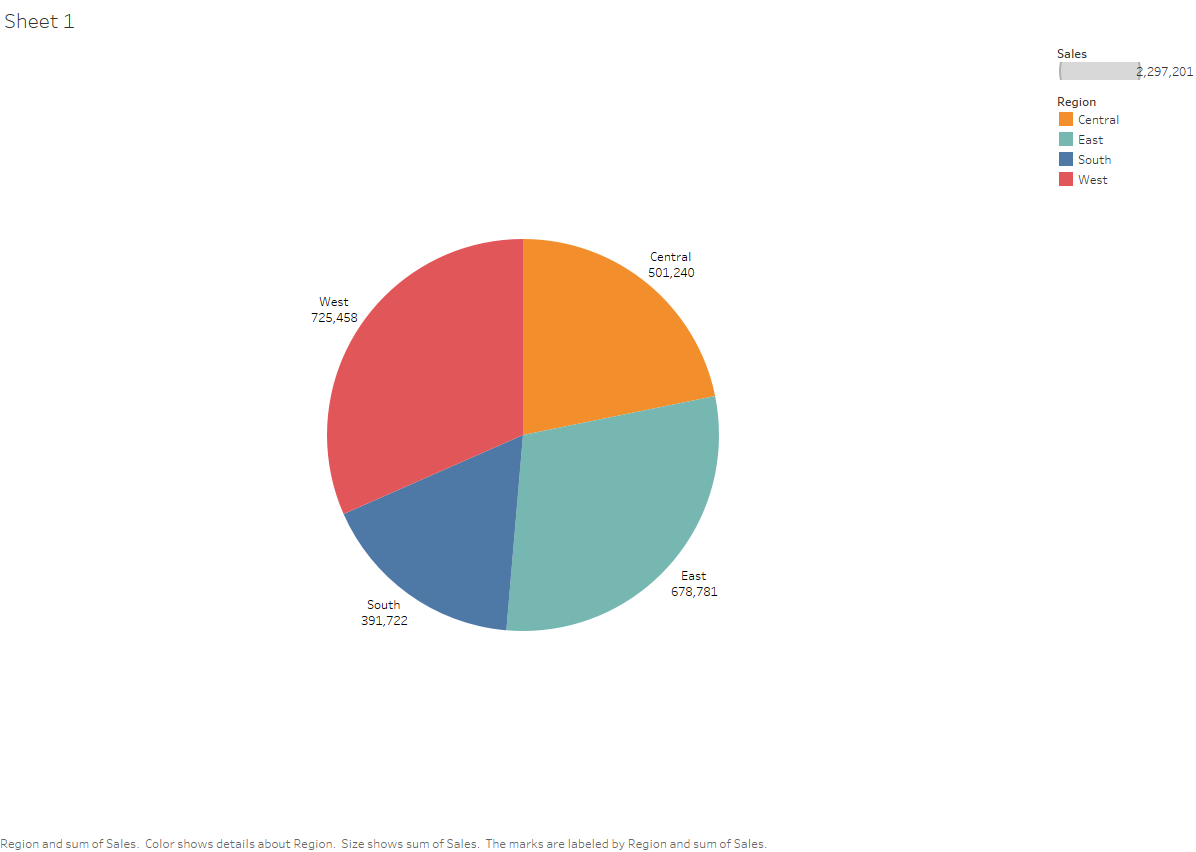 Sheet 1
Sales
2,297,201
Region
Central
East
South
West
Central
501,240
West
725,458
East
678,781
South
391,722
Region and sum of Sales.  Color shows details about Region.  Size shows sum of Sales.  The marks are labeled by Region and sum of Sales.